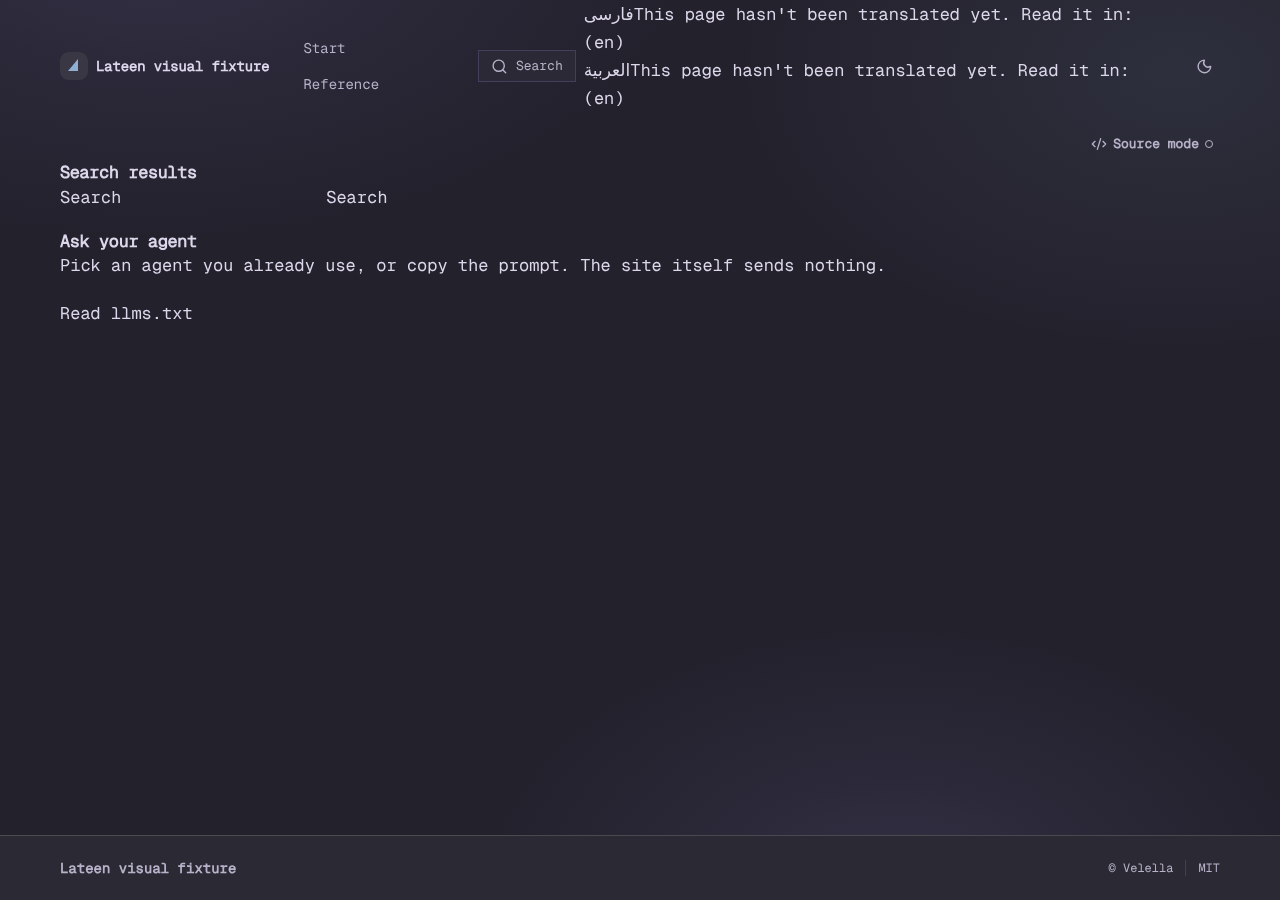 Lateen visual fixture
Start
Reference
Search
فارسیThis page hasn't been translated yet. Read it in:
(en)
العربيةThis page hasn't been translated yet. Read it in:
(en)
Source mode
Search results
Search
Search
Ask your agent
Pick an agent you already use, or copy the prompt. The site itself sends nothing.
Read llms.txt
Lateen visual fixture
© Velella
MIT